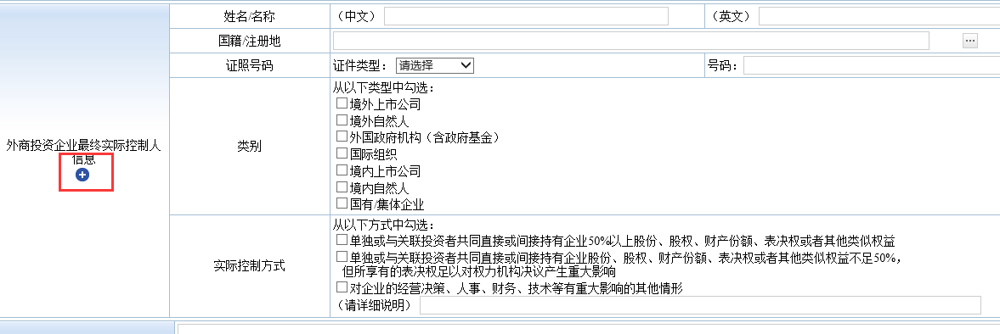 姓名/名称 （中文） （英文）
国籍/注册地 ...
证照号码 证件类型： 请选择 号码：
外商投资企业最终实际控制人
信息
类别
从以下类型中勾选：
境外上市公司
境外自然人
外国政府机构（含政府基金）
国际组织
境内上市公司
境内自然人
国有/集体企业
实际控制方式
从以下方式中勾选：
单独或与关联投资者共同直接或间接持有企业50%以上股份、股权、财产份额、表决权或者其他类似权益
单独或与关联投资者共同直接或间接持有企业股份、股权、财产份额、表决权或者其他类似权益不足50%，
但所享有的表决权足以对权力机构决议产生重大影响
对企业的经营决策、人事、财务、技术等有重大影响的其他情形
（请详细说明）